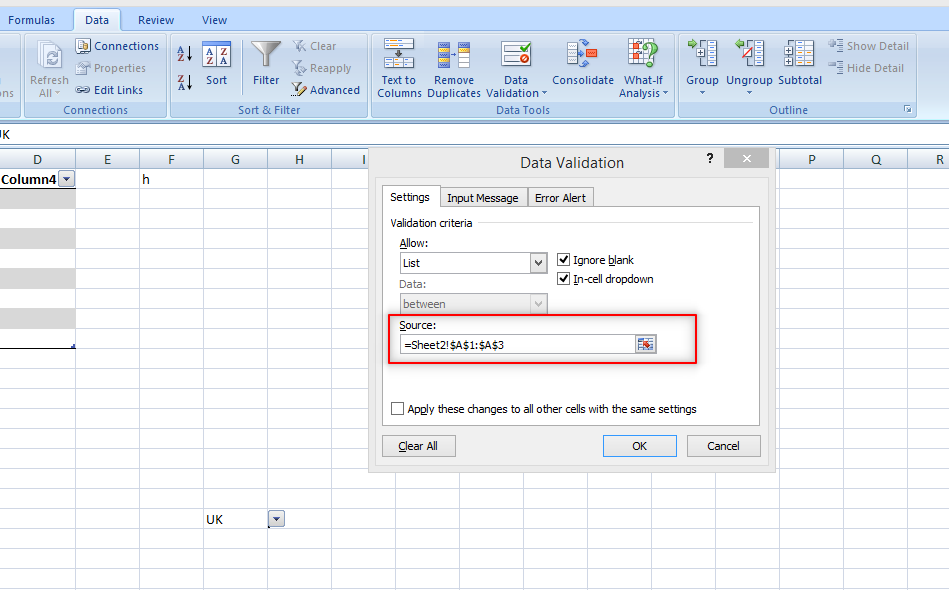 Formulas Data Review View
Refresh All
Connections
Properties
Edit Links
Connections
Sort
Filter
Clear
Reapply
Advanced
Sort & Filter
Text to Columns
Remove Duplicates
Data Validation
Consolidate
What-If Analysis
Data Tools
Group
Ungroup
Subtotal
Show Detail
Hide Detail
Outline
D E F G H I P Q R
Column4 h
Data Validation ?
Settings Input Message Error Alert
Validation criteria
Allow:
List
Ignore blank
In-cell dropdown
Data:
between
Source:
=Sheet2!$A$1:$A$3
Apply these changes to all other cells with the same settings
Clear All OK Cancel
UK